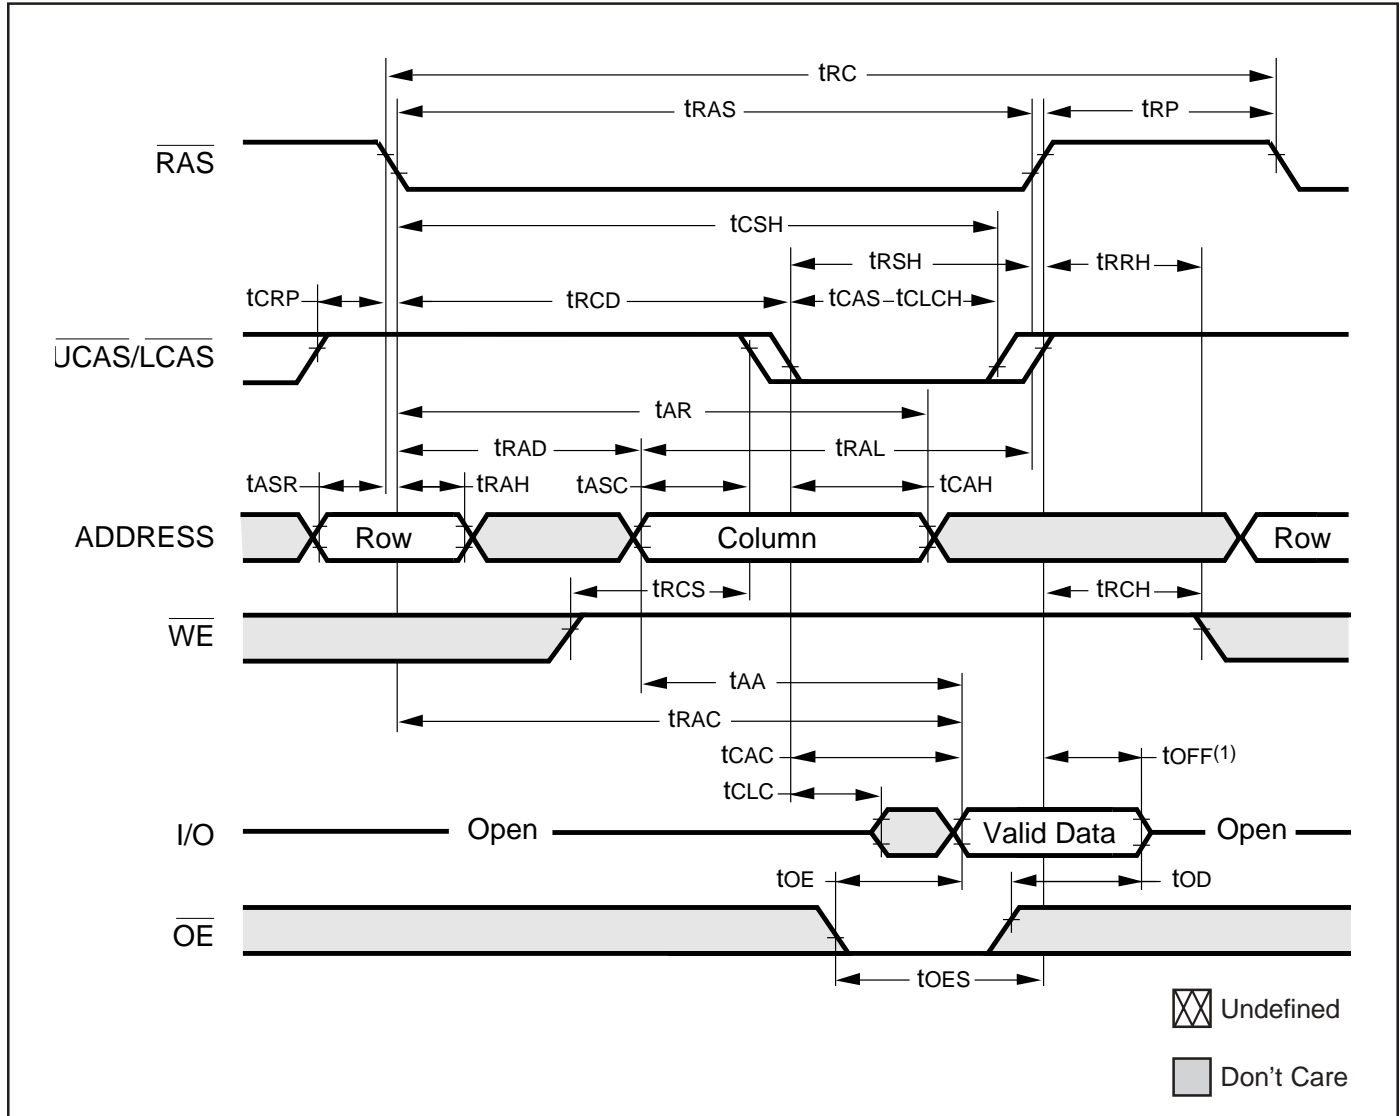 tRC
tRAS tRP
RAS
tCSH
tRSH tRRH
tCRP tRCD tCAS tCLCH
UCAS/LCAS
tAR
tRAD tRAL
tASR tRAH tASC tCAH
ADDRESS Row Column Row
tRCS tRCH
WE
tAA
tRAC
tCAC tOFF(1)
tCLC
I/O Open Valid Data Open
tOE tOD
OE
tOES
Undefined
Don't Care